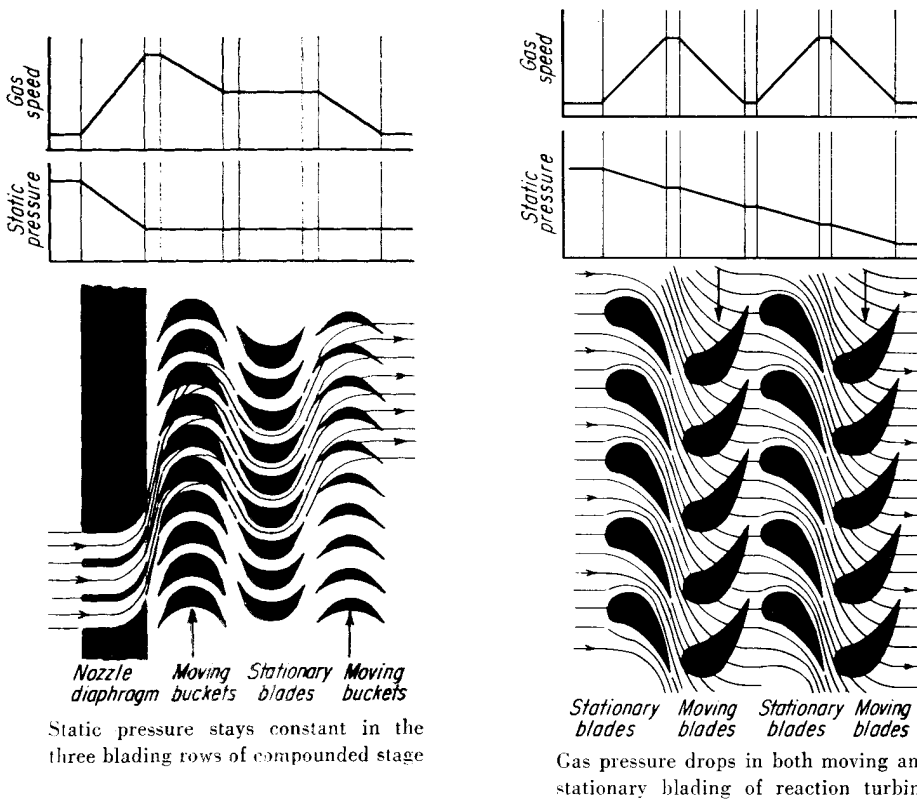 Gas
speed
Static
pressure
Nozzle
diaphragm
Moving
buckets
Stationary
blades
Moving
buckets
Static pressure stays constant in the
three blading rows of compounded stage
Gas
speed
Static
pressure
Stationary
blades
Moving
blades
Stationary
blades
Moving
blades
Gas pressure drops in both moving an
stationary blading of reaction turbin